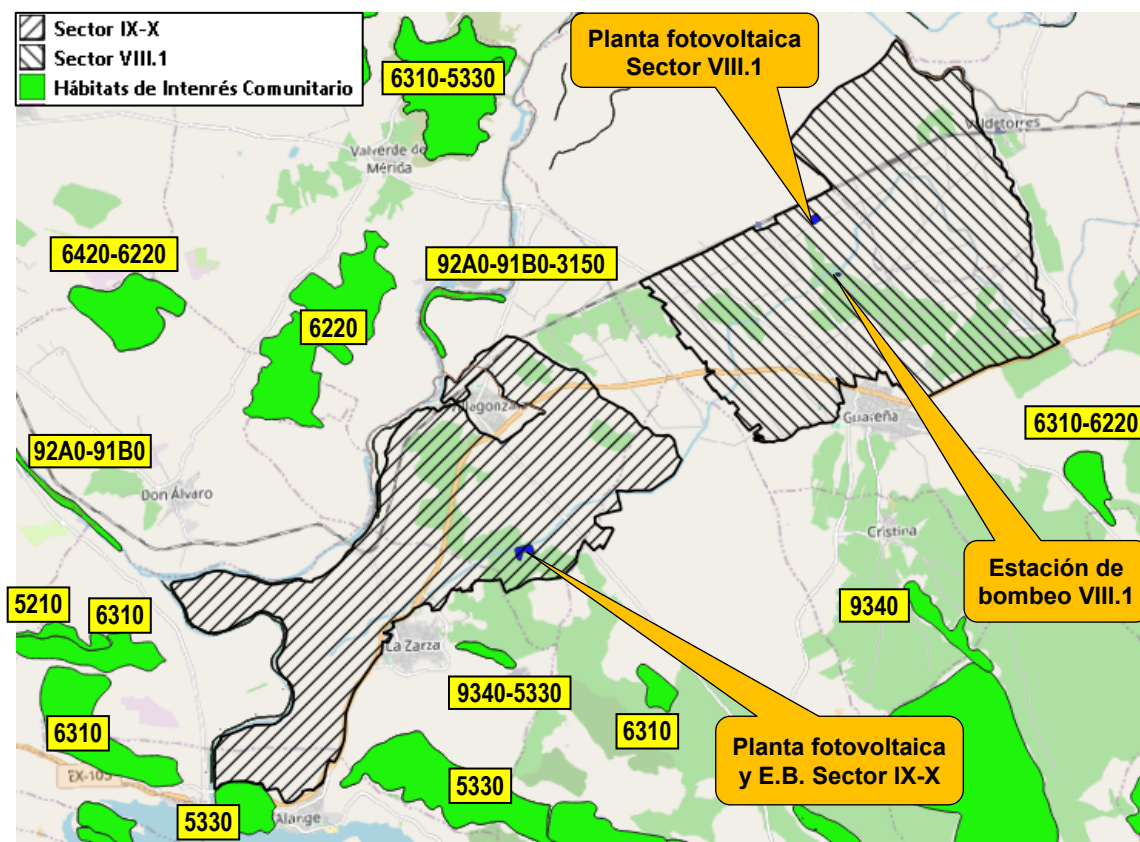 Sector IX-X
Sector VIII.1
Hábitats de Intenrés Comunitario
Planta fotovoltaica
Sector VIII.1
6310-5330
Valverde de
Mérida
Valdetorres
6420-6220
92A0-91B0-3150
6220
Villagonzalo
Guareña
6310-6220
92A0-91B0
Don Álvaro
Cristina
Estación de
bombeo VIII.1
5210
6310
9340
La Zarza
9340-5330
6310
6310
Planta fotovoltaica
y E.B. Sector IX-X
EX-105
5330
5330
Alange